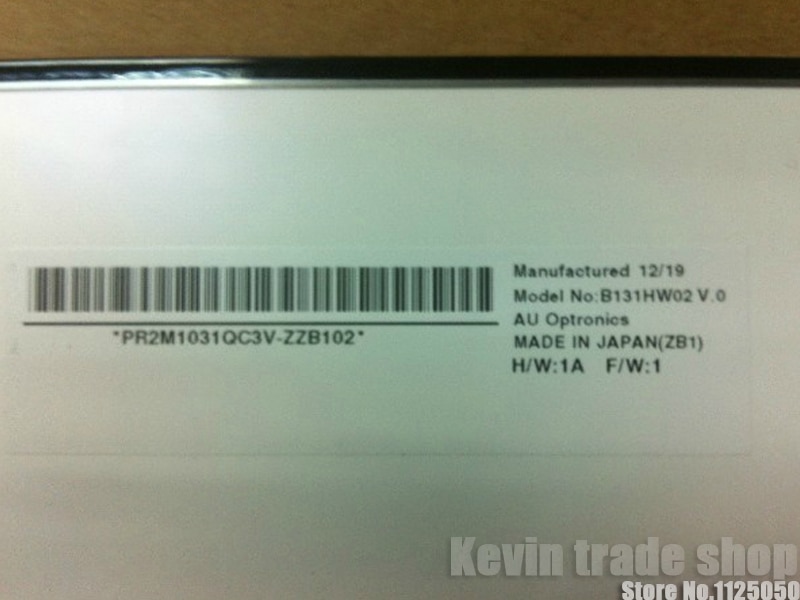 *PR2M1031QC3V-ZZB102*
Manufactured 12/19
Model No:B131HW02 V.0
AU Optronics
MADE IN JAPAN(ZB1)
H/W:1A F/W:1
Kevin trade shop
Store No.1125050